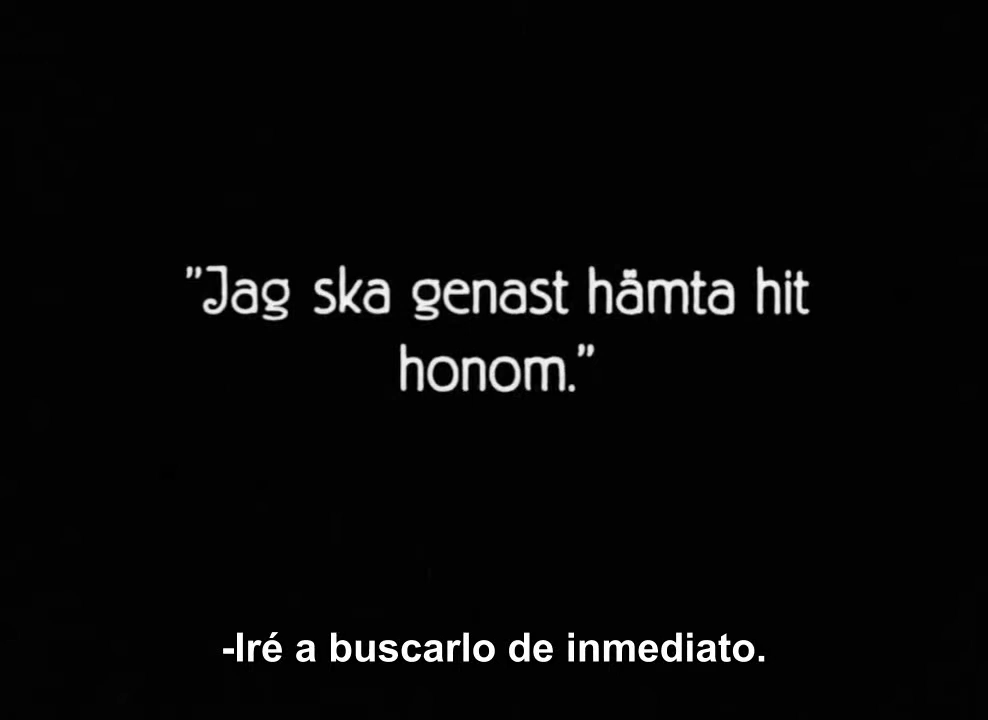 "Jag ska genast hämta hit
honom."
-Iré a buscarlo de inmediato.